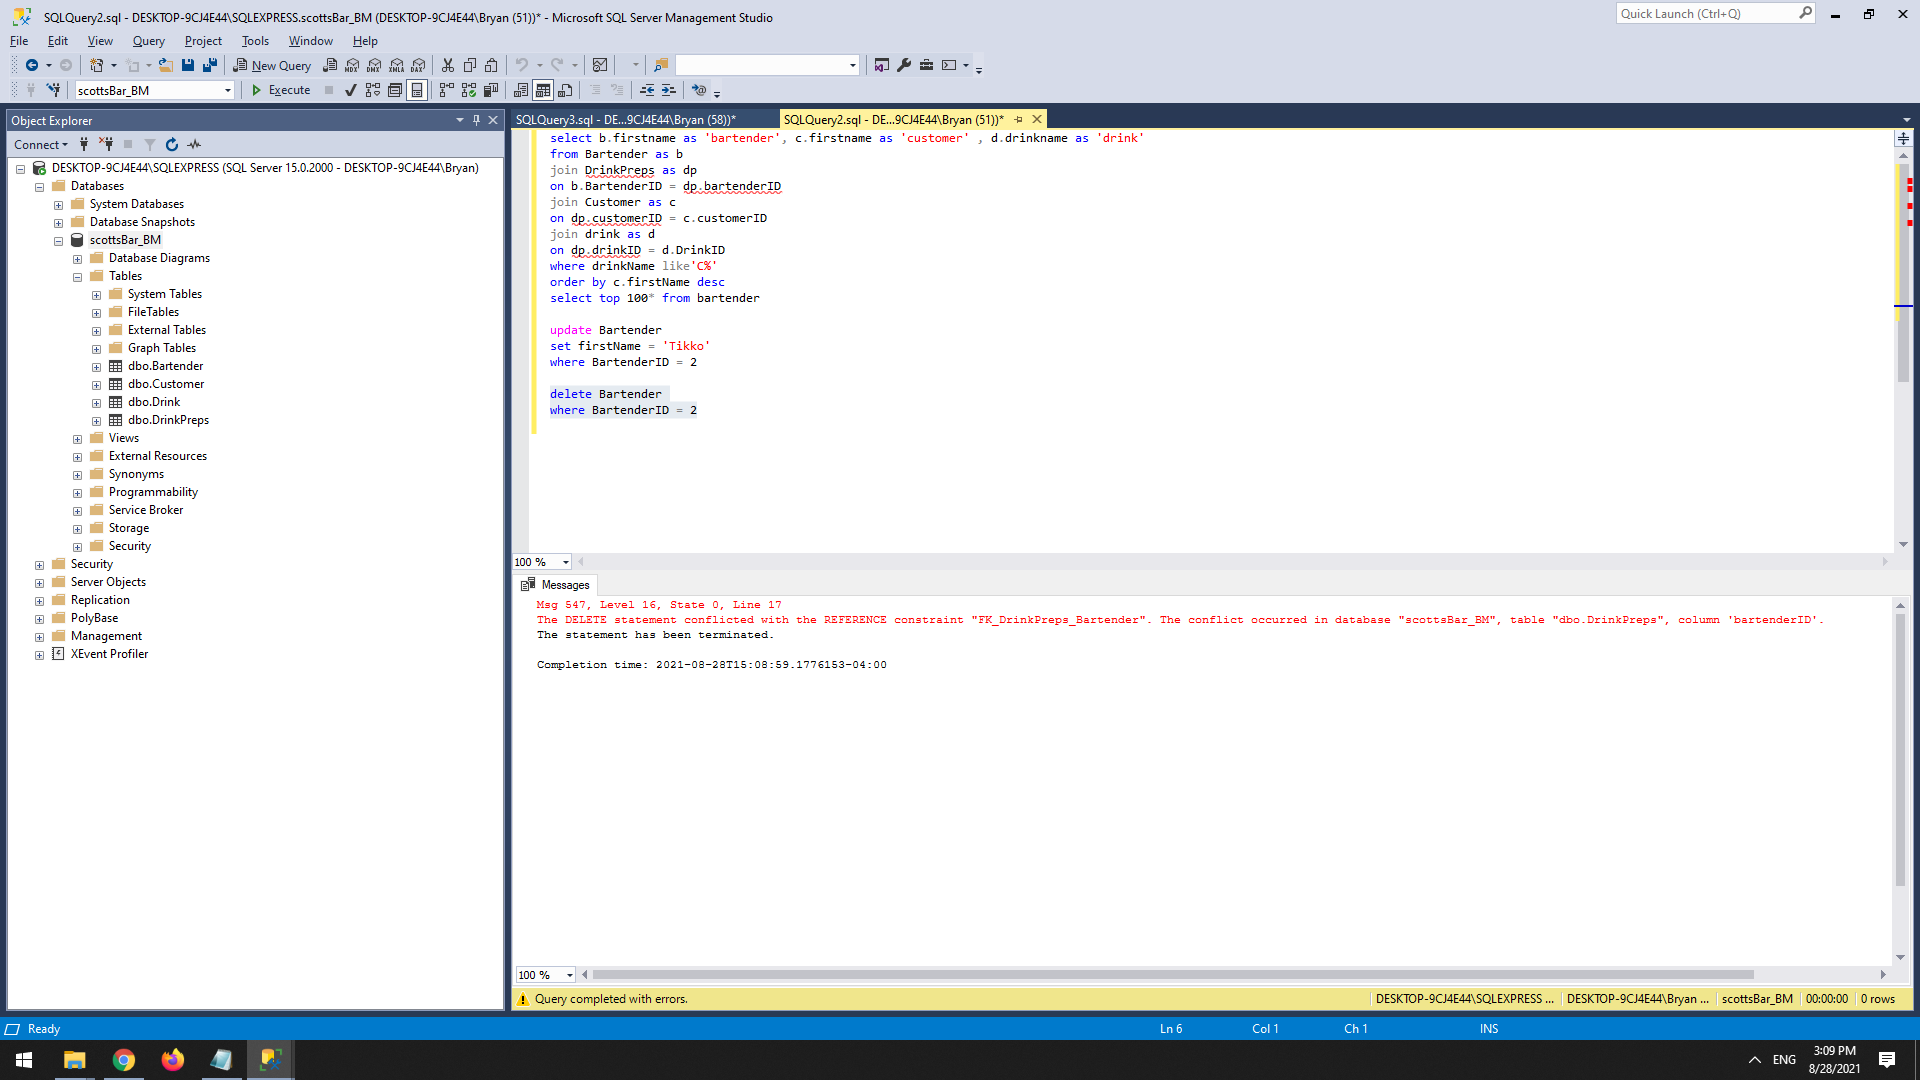 SQLQuery2.sql - DESKTOP-9CJ4E44\SQLEXPRESS.scottsBar_BM (DESKTOP-9CJ4E44\Bryan (51))* - Microsoft SQL Server Management Studio
Quick Launch (Ctrl+Q)
File Edit View Query Project Tools Window Help
New Query
MDX DMX XMLA DAX
scottsBar_BM
Execute
Object Explorer
Connect
DESKTOP-9CJ4E44\SQLEXPRESS (SQL Server 15.0.2000 - DESKTOP-9CJ4E44\Bryan)
Databases
System Databases
Database Snapshots
scottsBar_BM
Database Diagrams
Tables
System Tables
FileTables
External Tables
Graph Tables
dbo.Bartender
dbo.Customer
dbo.Drink
dbo.DrinkPreps
Views
External Resources
Synonyms
Programmability
Service Broker
Storage
Security
Security
Server Objects
Replication
PolyBase
Management
XEvent Profiler
SQLQuery3.sql - DE...9CJ4E44\Bryan (58))*
SQLQuery2.sql - DE...9CJ4E44\Bryan (51))*
select b.firstname as 'bartender', c.firstname as 'customer' , d.drinkname as 'drink'
from Bartender as b
join DrinkPreps as dp
on b.BartenderID = dp.bartenderID
join Customer as c
on dp.customerID = c.customerID
join drink as d
on dp.drinkID = d.DrinkID
where drinkName like'C%'
order by c.firstName desc
select top 100* from bartender
update Bartender
set firstName = 'Tikko'
where BartenderID = 2
delete Bartender
where BartenderID = 2
100 %
Messages
Msg 547, Level 16, State 0, Line 17
The DELETE statement conflicted with the REFERENCE constraint "FK_DrinkPreps_Bartender". The conflict occurred in database "scottsBar_BM", table "dbo.DrinkPreps", column 'bartenderID'.
The statement has been terminated.
Completion time: 2021-08-28T15:08:59.1776153-04:00
100 %
Query completed with errors.
DESKTOP-9CJ4E44\SQLEXPRESS ... DESKTOP-9CJ4E44\Bryan ... scottsBar_BM 00:00:00 0 rows
Ready
Ln 6 Col 1 Ch 1 INS
ENG
3:09 PM
8/28/2021